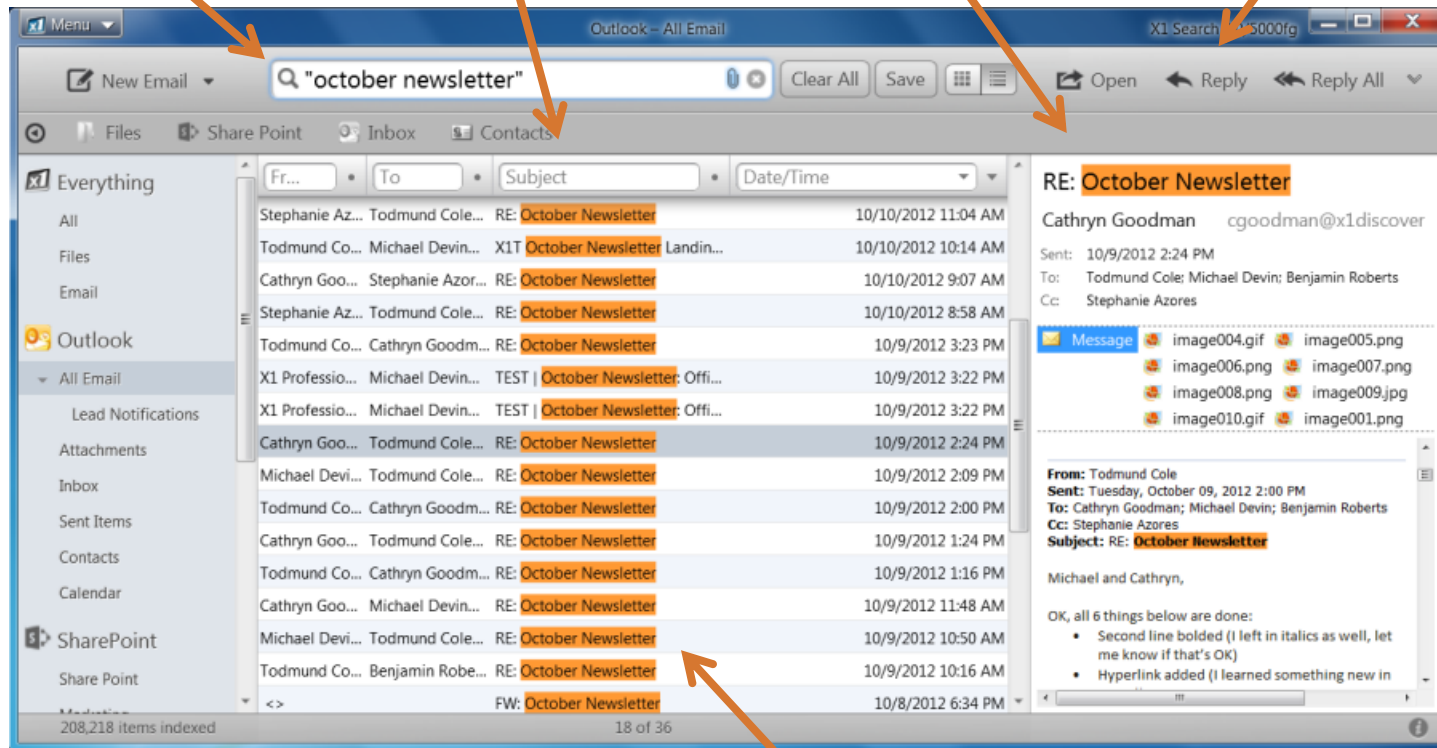 x1 Menu
Outlook – All Email
X1 Search 5000fg
New Email
"october newsletter"
Clear All
Save
Open
Reply
Reply All
Files
Share Point
Inbox
Contacts
x1 Everything
All
Files
Email
Outlook
All Email
Lead Notifications
Attachments
Inbox
Sent Items
Contacts
Calendar
SharePoint
Share Point
208,218 items indexed
Fr... To Subject Date/Time
Stephanie Az... Todmund Cole... RE: October Newsletter 10/10/2012 11:04 AM
Todmund Co... Michael Devin... X1T October Newsletter Landin... 10/10/2012 10:14 AM
Cathryn Goo... Stephanie Azor... RE: October Newsletter 10/10/2012 9:07 AM
Stephanie Az... Todmund Cole... RE: October Newsletter 10/10/2012 8:58 AM
Todmund Co... Cathryn Goodm... RE: October Newsletter 10/9/2012 3:23 PM
X1 Professio... Michael Devin... TEST | October Newsletter: Offi... 10/9/2012 3:22 PM
X1 Professio... Michael Devin... TEST | October Newsletter: Offi... 10/9/2012 3:22 PM
Cathryn Goo... Todmund Cole... RE: October Newsletter 10/9/2012 2:24 PM
Michael Devi... Todmund Cole... RE: October Newsletter 10/9/2012 2:09 PM
Todmund Co... Cathryn Goodm... RE: October Newsletter 10/9/2012 2:00 PM
Cathryn Goo... Todmund Cole... RE: October Newsletter 10/9/2012 1:24 PM
Todmund Co... Cathryn Goodm... RE: October Newsletter 10/9/2012 1:16 PM
Cathryn Goo... Michael Devin... RE: October Newsletter 10/9/2012 11:48 AM
Michael Devi... Todmund Cole... RE: October Newsletter 10/9/2012 10:50 AM
Todmund Co... Benjamin Robe... RE: October Newsletter 10/9/2012 10:16 AM
<> FW: October Newsletter 10/8/2012 6:34 PM
18 of 36
RE: October Newsletter
Cathryn Goodman cgoodman@x1discover
Sent: 10/9/2012 2:24 PM
To: Todmund Cole; Michael Devin; Benjamin Roberts
Cc: Stephanie Azores
Message image004.gif image005.png
image006.png image007.png
image008.png image009.jpg
image010.gif image001.png
From: Todmund Cole
Sent: Tuesday, October 09, 2012 2:00 PM
To: Cathryn Goodman; Michael Devin; Benjamin Roberts
Cc: Stephanie Azores
Subject: RE: October Newsletter
Michael and Cathryn,
OK, all 6 things below are done:
• Second line bolded (I left in italics as well, let
me know if that's OK)
• Hyperlink added (I learned something new in